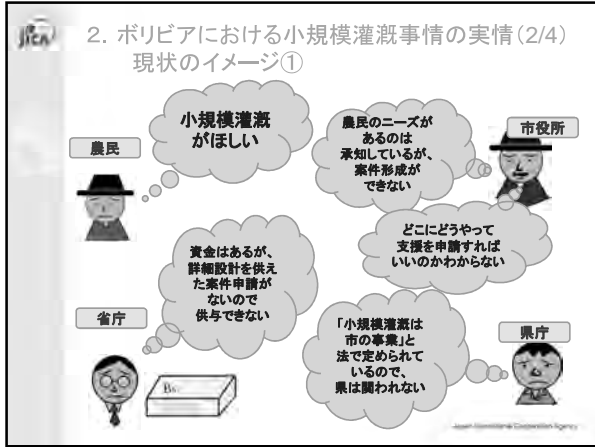 jica
2. ボリビアにおける小規模灌漑事情の実情(2/4)
現状のイメージ①
小規模灌漑
がほしい
農民
農民のニーズが
あるのは
承知しているが、
案件形成が
できない
市役所
どこにどうやって
支援を申請すれば
いいのかわからない
資金はあるが、
詳細設計を供え
た案件申請が
ないので
供与できない
省庁
Bs.
「小規模灌漑は
市の事業」と
法で定められて
いるので、
県は関われない
県庁
Japan International Cooperation Agency